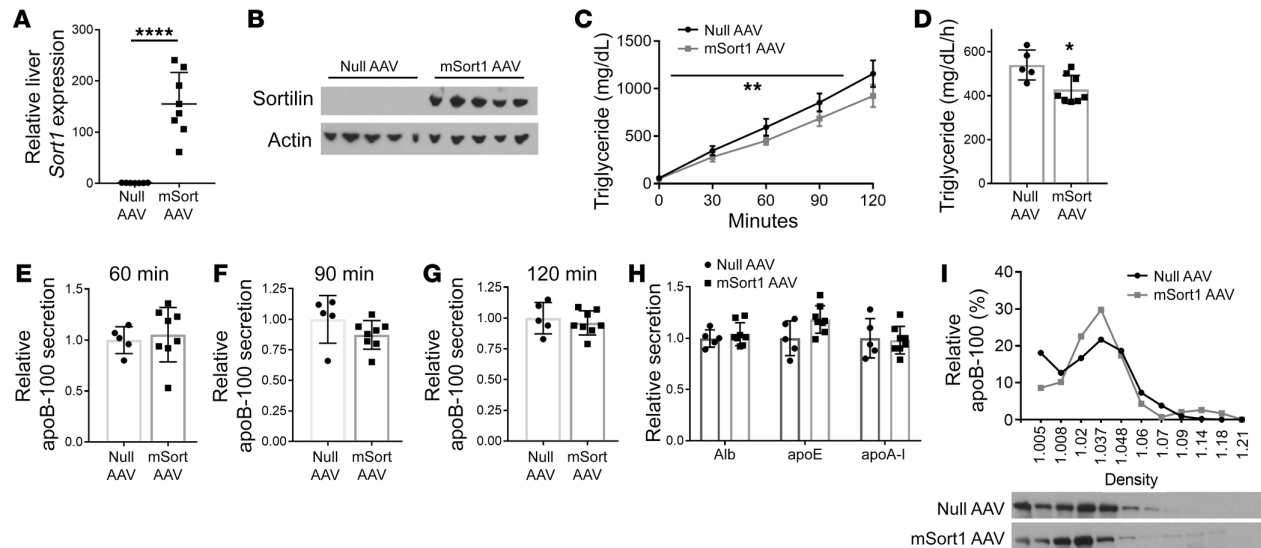 A
Relative liver
Sort1 expression
300
200
100
0
****
Null
AAV
mSort
AAV
B
Null AAV
mSort1 AAV
Sortilin
Actin
C
Null AAV
mSort1 AAV
Triglyceride (mg/dL)
1500
1000
500
0
**
0
30
60
90
120
Minutes
D
Triglyceride (mg/dL/h)
600
400
200
0
*
Null
AAV
mSort
AAV
E
60 min
Relative
apoB-100 secretion
1.5
1.0
0.5
0.0
Null
AAV
mSort
AAV
F
90 min
Relative
apoB-100 secretion
1.25
1.00
0.75
0.50
0.25
0.00
Null
AAV
mSort
AAV
G
120 min
Relative
apoB-100 secretion
1.25
1.00
0.75
0.50
0.25
0.00
Null
AAV
mSort
AAV
H
Null AAV
mSort1 AAV
Relative secretion
1.5
1.0
0.5
0.0
Alb
apoE
apoA-I
I
Null AAV
mSort1 AAV
Relative
apoB-100 (%)
40
30
20
10
0
1.005
1.008
1.02
1.037
1.048
1.06
1.07
1.09
1.14
1.18
1.21
Density
Null AAV
mSort1 AAV